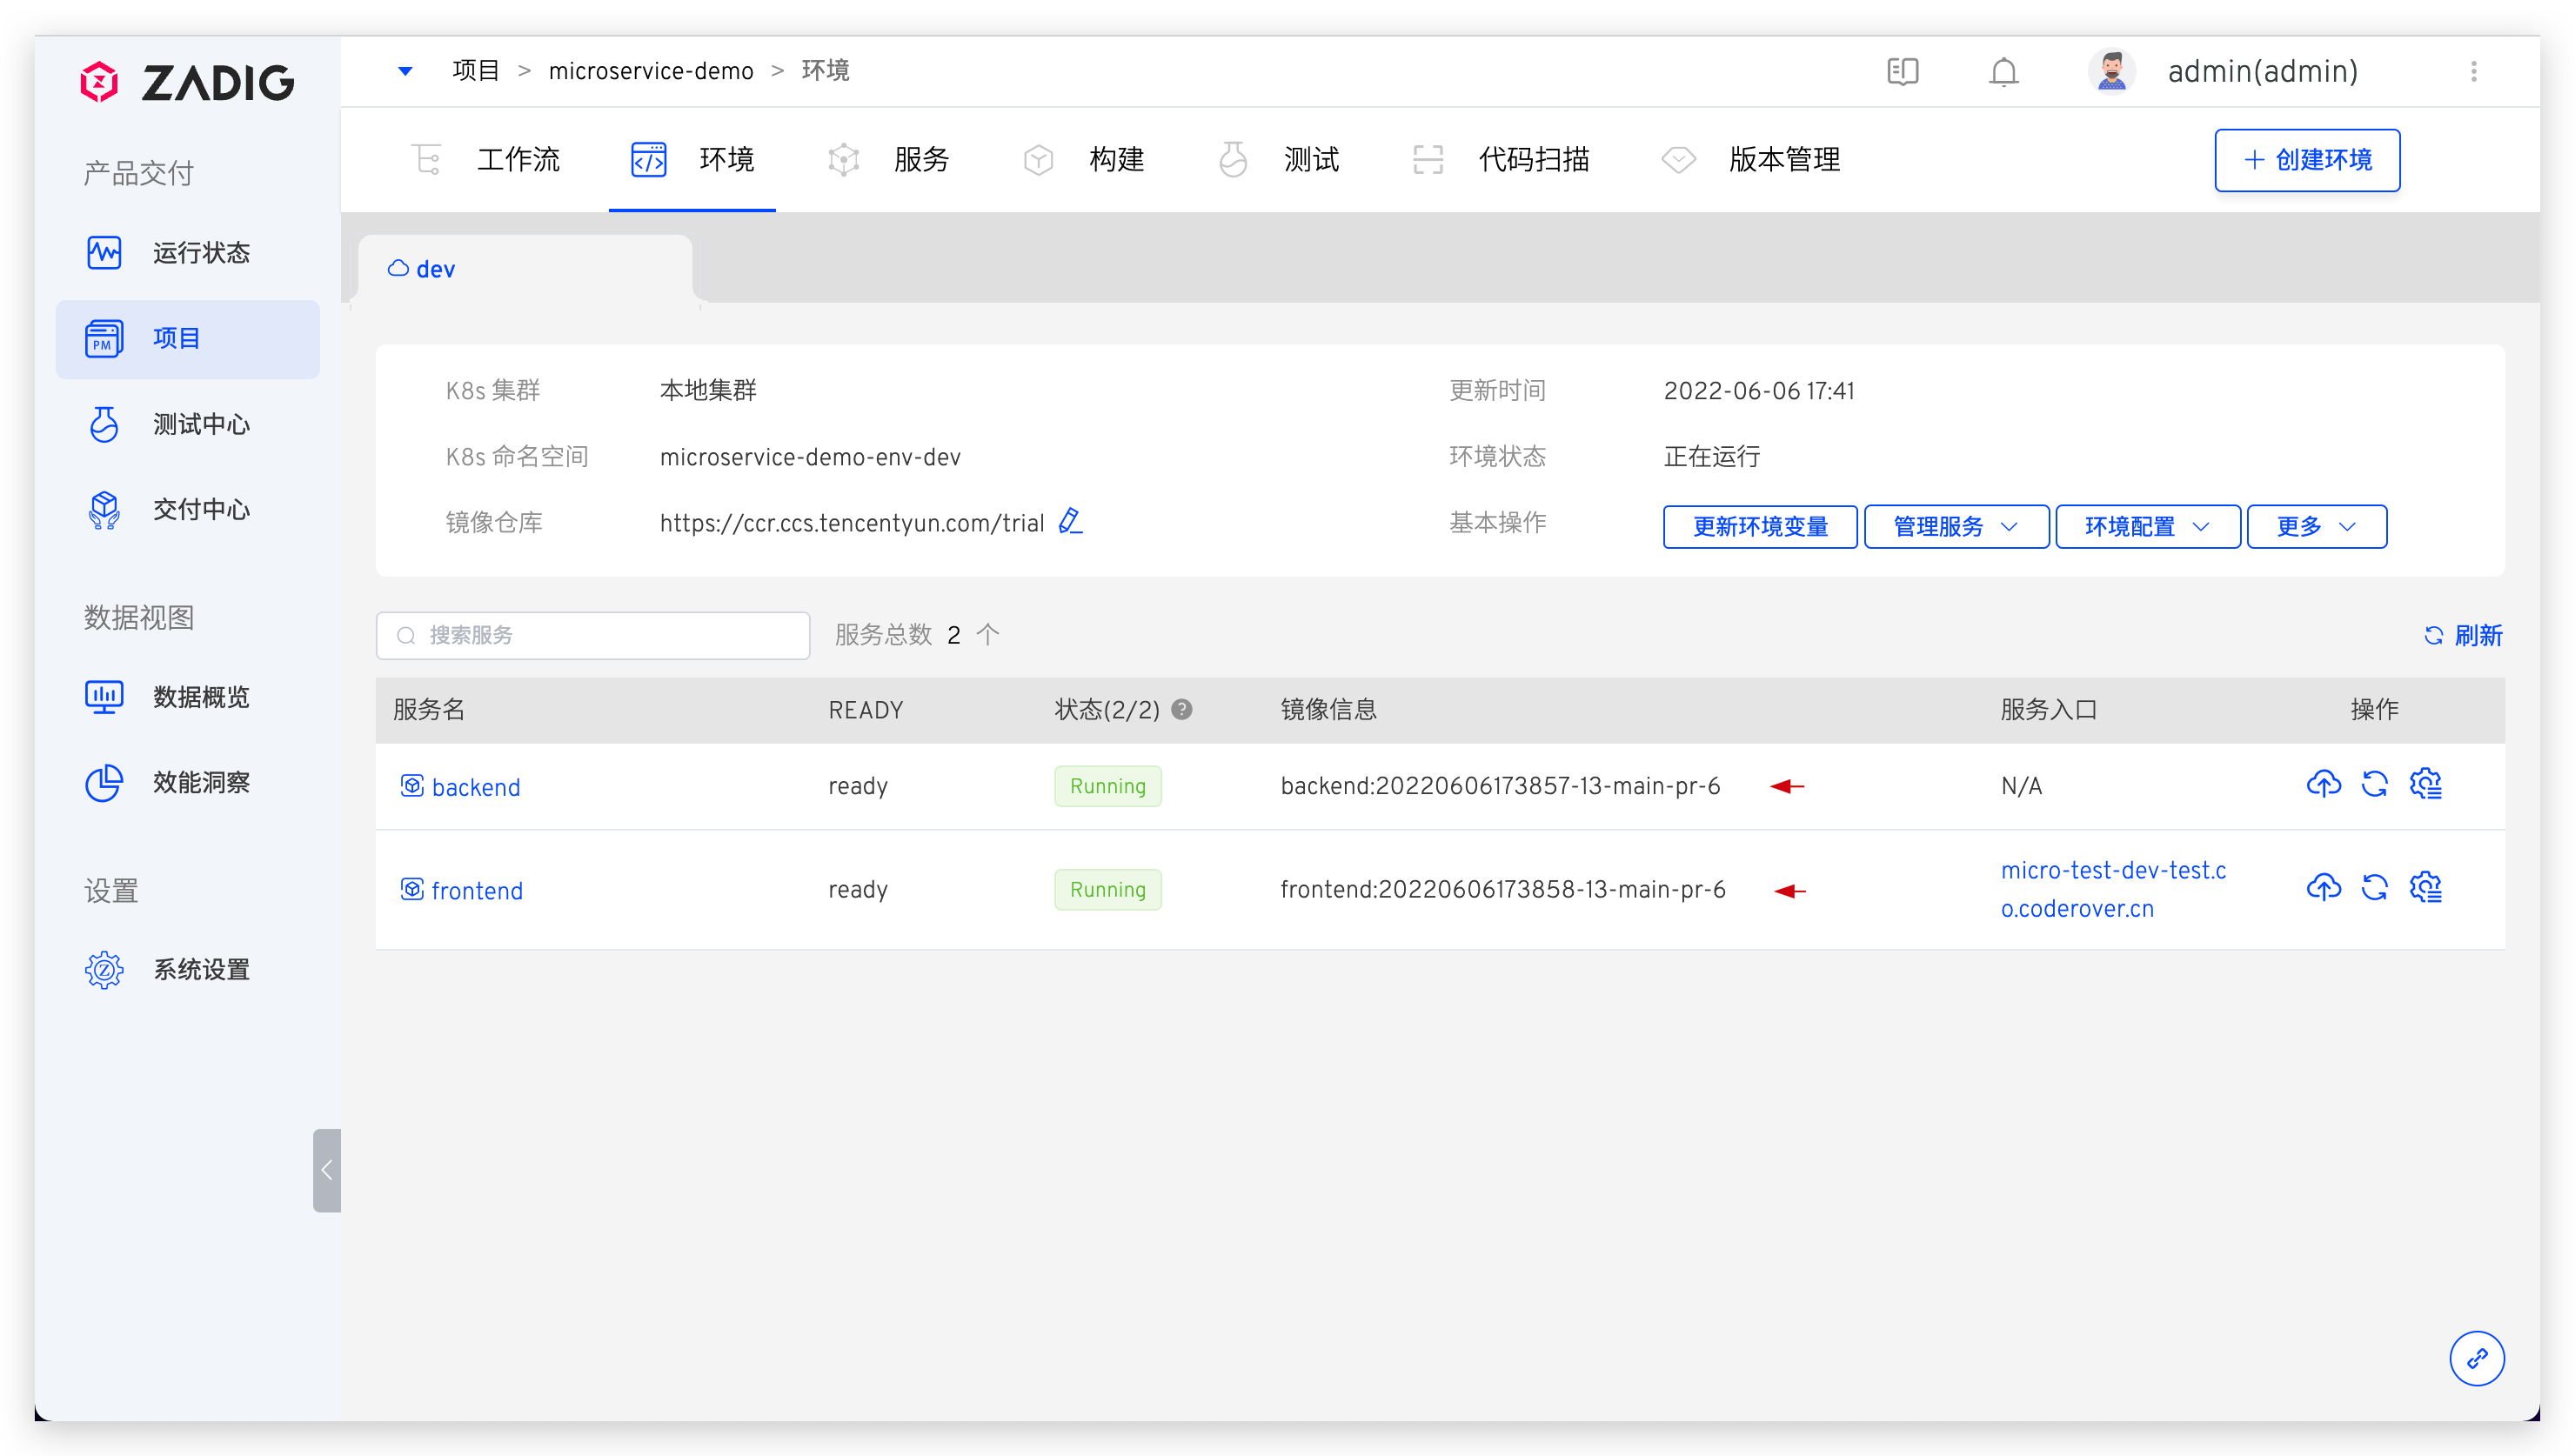 ZADIG
项目 > microservice-demo > 环境
admin(admin)
工作流 环境 服务 构建 测试 代码扫描 版本管理
创建环境
产品交付
运行状态
项目
PM
测试中心
交付中心
数据视图
数据概览
效能洞察
设置
系统设置
dev
K8s 集群 本地集群 更新时间 2022-06-06 17:41
K8s 命名空间 microservice-demo-env-dev 环境状态 正在运行
镜像仓库 https://ccr.ccs.tencentyun.com/trial 基本操作 更新环境变量 管理服务 环境配置 更多
搜索服务 服务总数 2 个 刷新
服务名 READY 状态(2/2) ? 镜像信息 服务入口 操作
backend ready Running backend:20220606173857-13-main-pr-6 N/A
frontend ready Running frontend:20220606173858-13-main-pr-6 micro-test-dev-test.c
o.coderover.cn